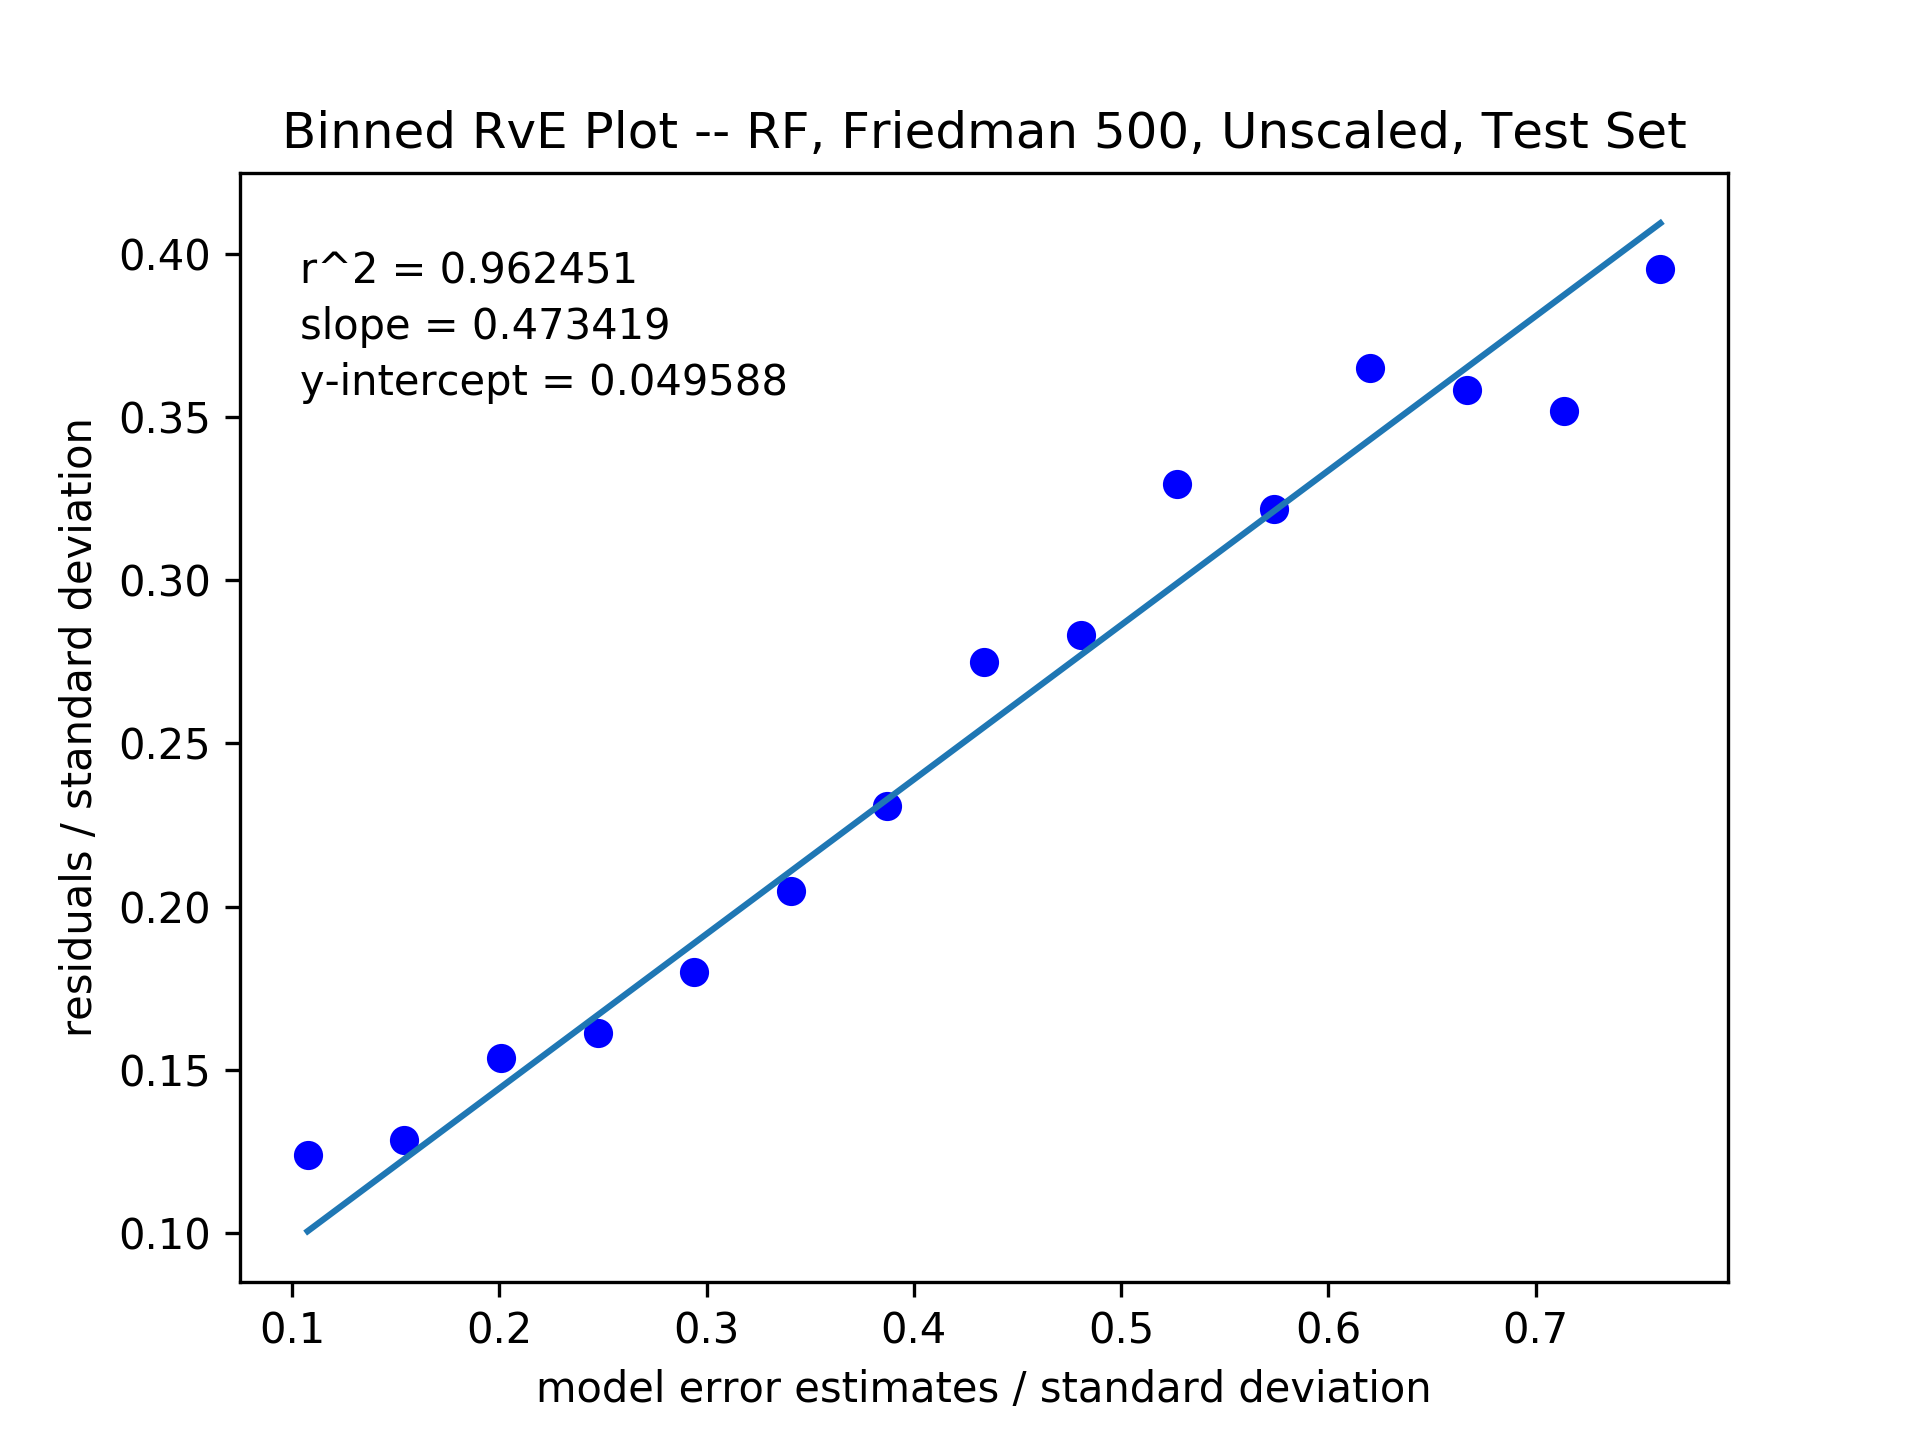 Binned RvE Plot -- RF, Friedman 500, Unscaled, Test Set
r^2 = 0.962451
slope = 0.473419
y-intercept = 0.049588
residuals / standard deviation
0.40
0.35
0.30
0.25
0.20
0.15
0.10
0.1 0.2 0.3 0.4 0.5 0.6 0.7
model error estimates / standard deviation